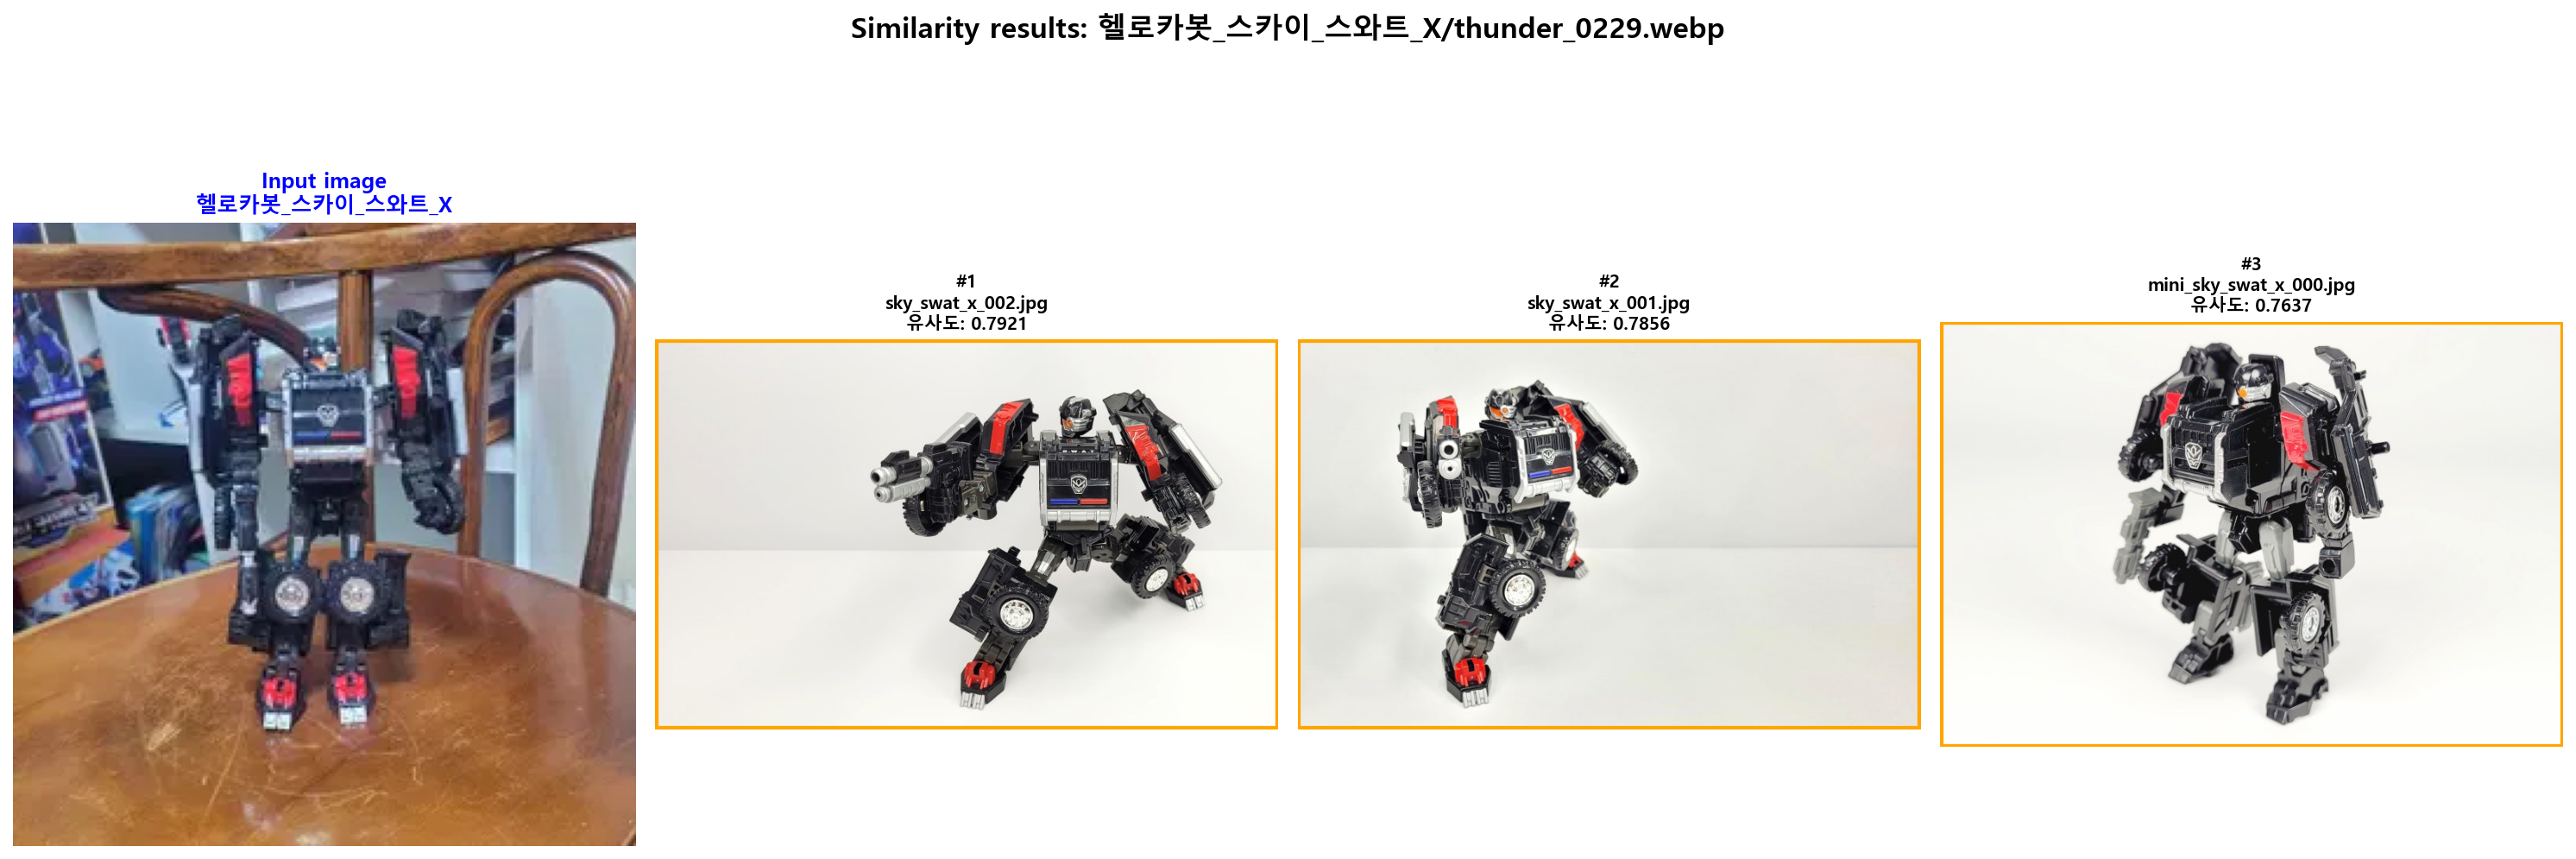 Similarity results: 헬로카봇_스카이_스와트_X/thunder_0229.webp
Input image
헬로카봇_스카이_스와트_X
#1
sky_swat_x_002.jpg
유사도: 0.7921
#2
sky_swat_x_001.jpg
유사도: 0.7856
#3
mini_sky_swat_x_000.jpg
유사도: 0.7637